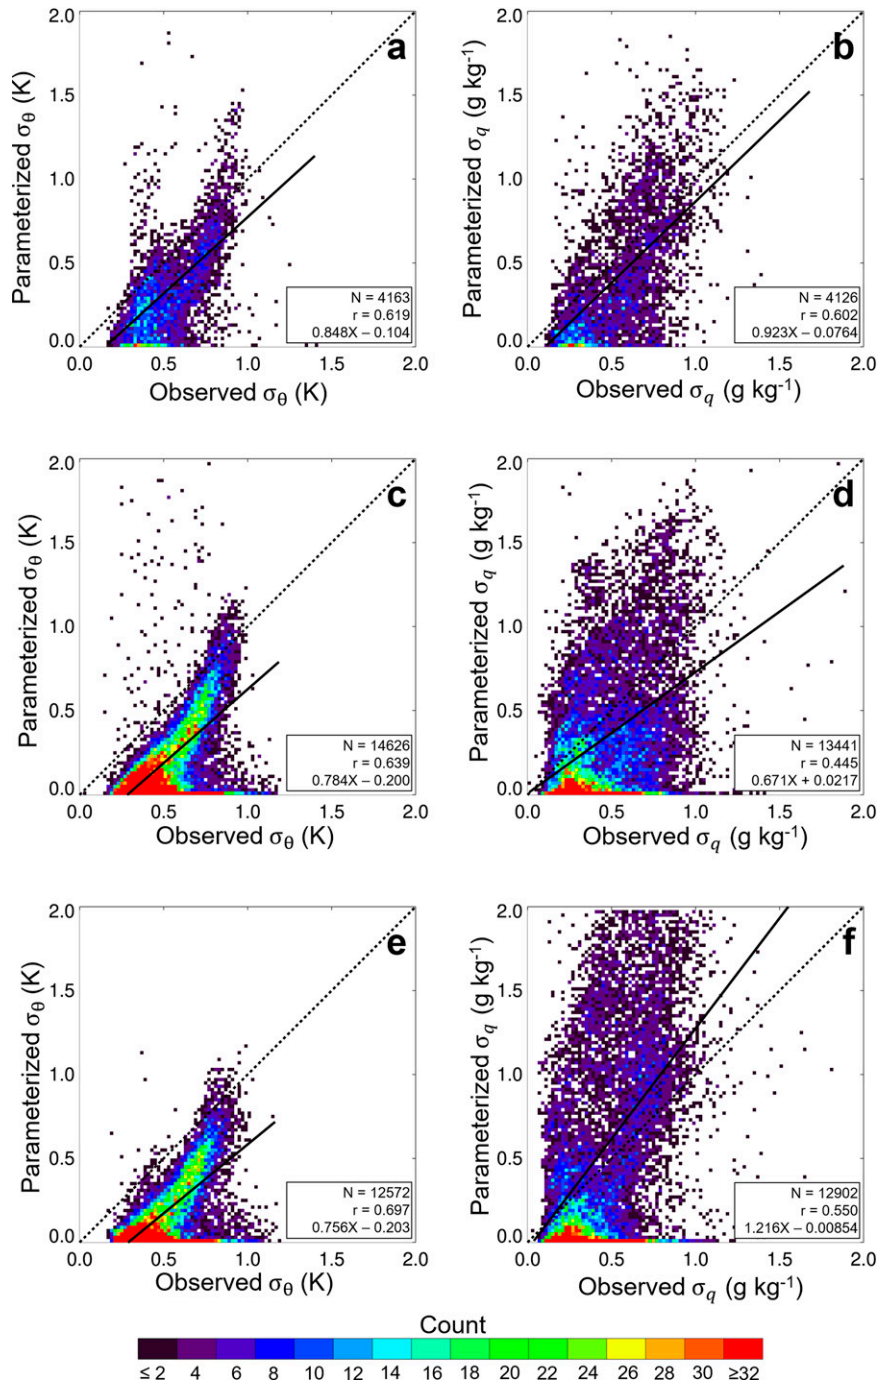 a
Parameterized σθ (K)
2.0
1.5
1.0
0.5
0.0
N = 4163
r = 0.619
0.848X – 0.104
0.0 0.5 1.0 1.5 2.0
Observed σθ (K)
b
Parameterized σq (g kg-1)
2.0
1.5
1.0
0.5
0.0
N = 4126
r = 0.602
0.923X – 0.0764
0.0 0.5 1.0 1.5 2.0
Observed σq (g kg-1)
c
Parameterized σθ (K)
2.0
1.5
1.0
0.5
0.0
N = 14626
r = 0.639
0.784X – 0.200
0.0 0.5 1.0 1.5 2.0
Observed σθ (K)
d
Parameterized σq (g kg-1)
2.0
1.5
1.0
0.5
0.0
N = 13441
r = 0.445
0.671X + 0.0217
0.0 0.5 1.0 1.5 2.0
Observed σq (g kg-1)
e
Parameterized σθ (K)
2.0
1.5
1.0
0.5
0.0
N = 12572
r = 0.697
0.756X – 0.203
0.0 0.5 1.0 1.5 2.0
Observed σθ (K)
f
Parameterized σq (g kg-1)
2.0
1.5
1.0
0.5
0.0
N = 12902
r = 0.550
1.216X – 0.00854
0.0 0.5 1.0 1.5 2.0
Observed σq (g kg-1)
Count
≤ 2 4 6 8 10 12 14 16 18 20 22 24 26 28 30 ≥32